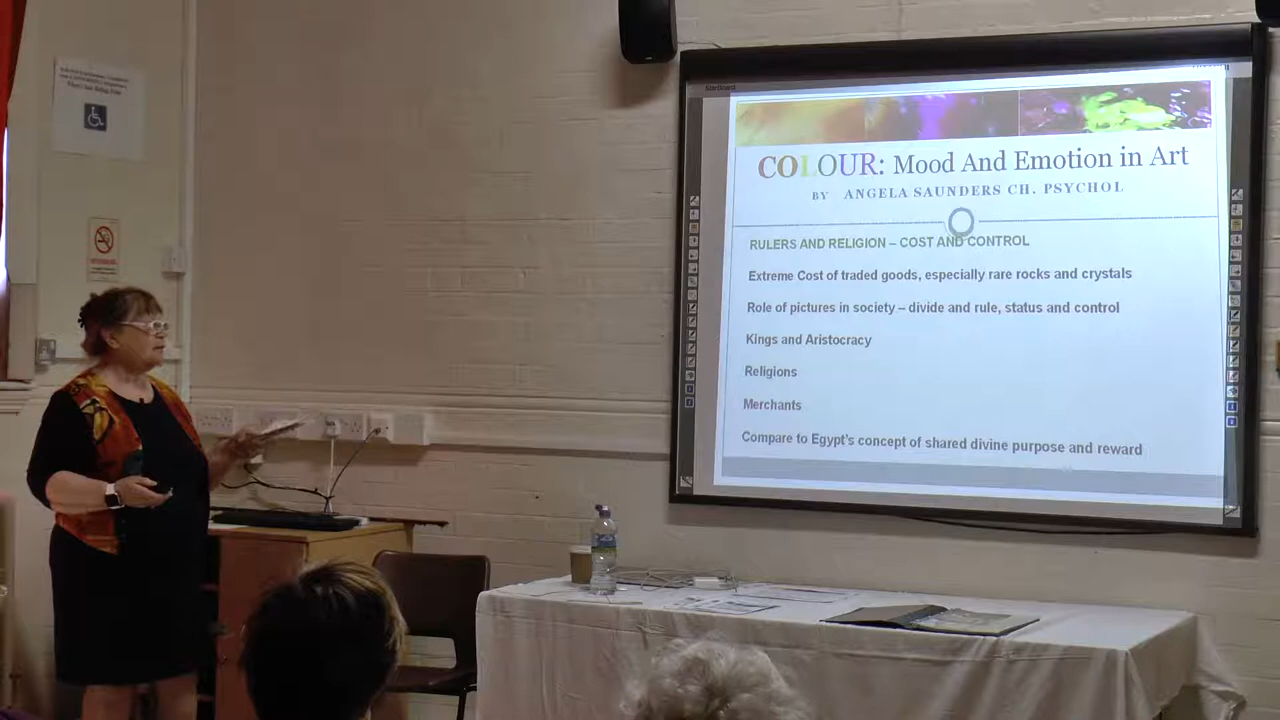 COLOUR: Mood And Emotion in Art
BY ANGELA SAUNDERS CH. PSYCHOL
RULERS AND RELIGION – COST AND CONTROL
Extreme Cost of traded goods, especially rare rocks and crystals
Role of pictures in society – divide and rule, status and control
Kings and Aristocracy
Religions
Merchants
Compare to Egypt's concept of shared divine purpose and reward